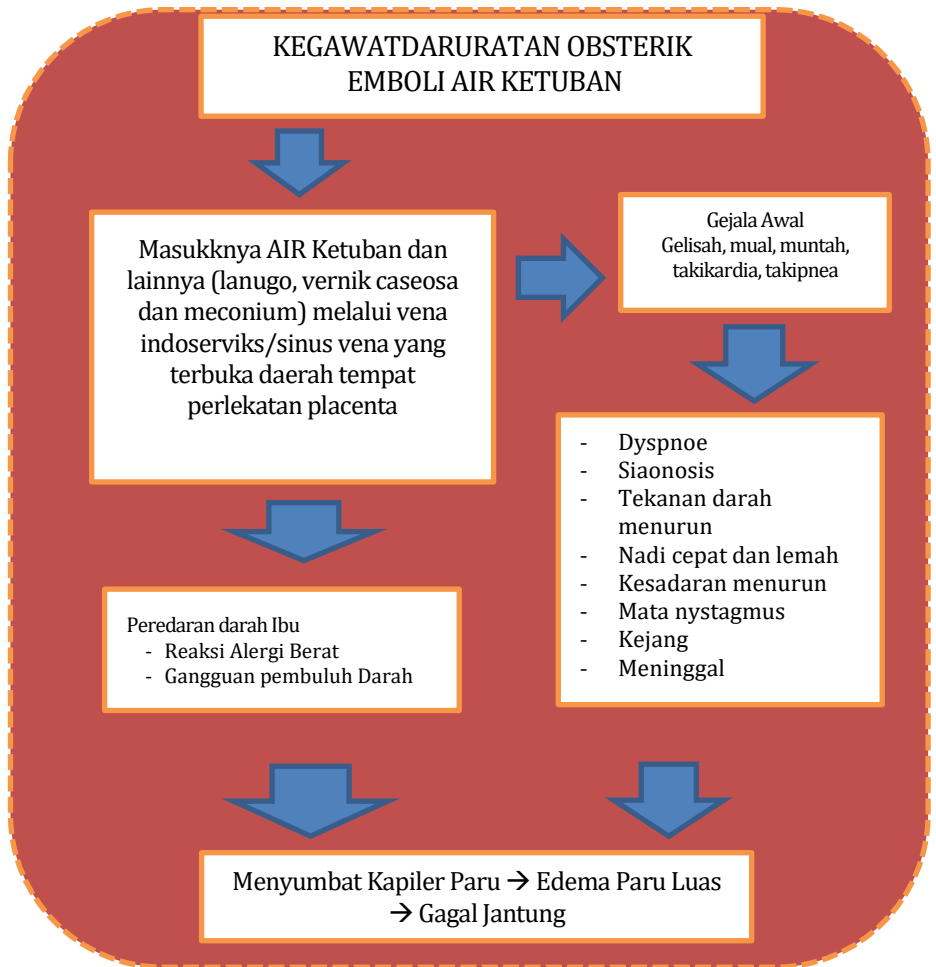 KEGAWATDARURATAN OBSTERIK
EMBOLI AIR KETUBAN
Masukknya AIR Ketuban dan
lainnya (lanugo, vernik caseosa
dan meconium) melalui vena
indoserviks/sinus vena yang
terbuka daerah tempat
perlekatan placenta
Gejala Awal
Gelisah, mual, muntah,
takikardia, takipnea
- Dyspnoe
- Siaonosis
- Tekanan darah
menurun
- Nadi cepat dan lemah
- Kesadaran menurun
- Mata nystagmus
- Kejang
- Meninggal
Peredaran darah Ibu
- Reaksi Alergi Berat
- Gangguan pembuluh Darah
Menyumbat Kapiler Paru → Edema Paru Luas
→ Gagal Jantung